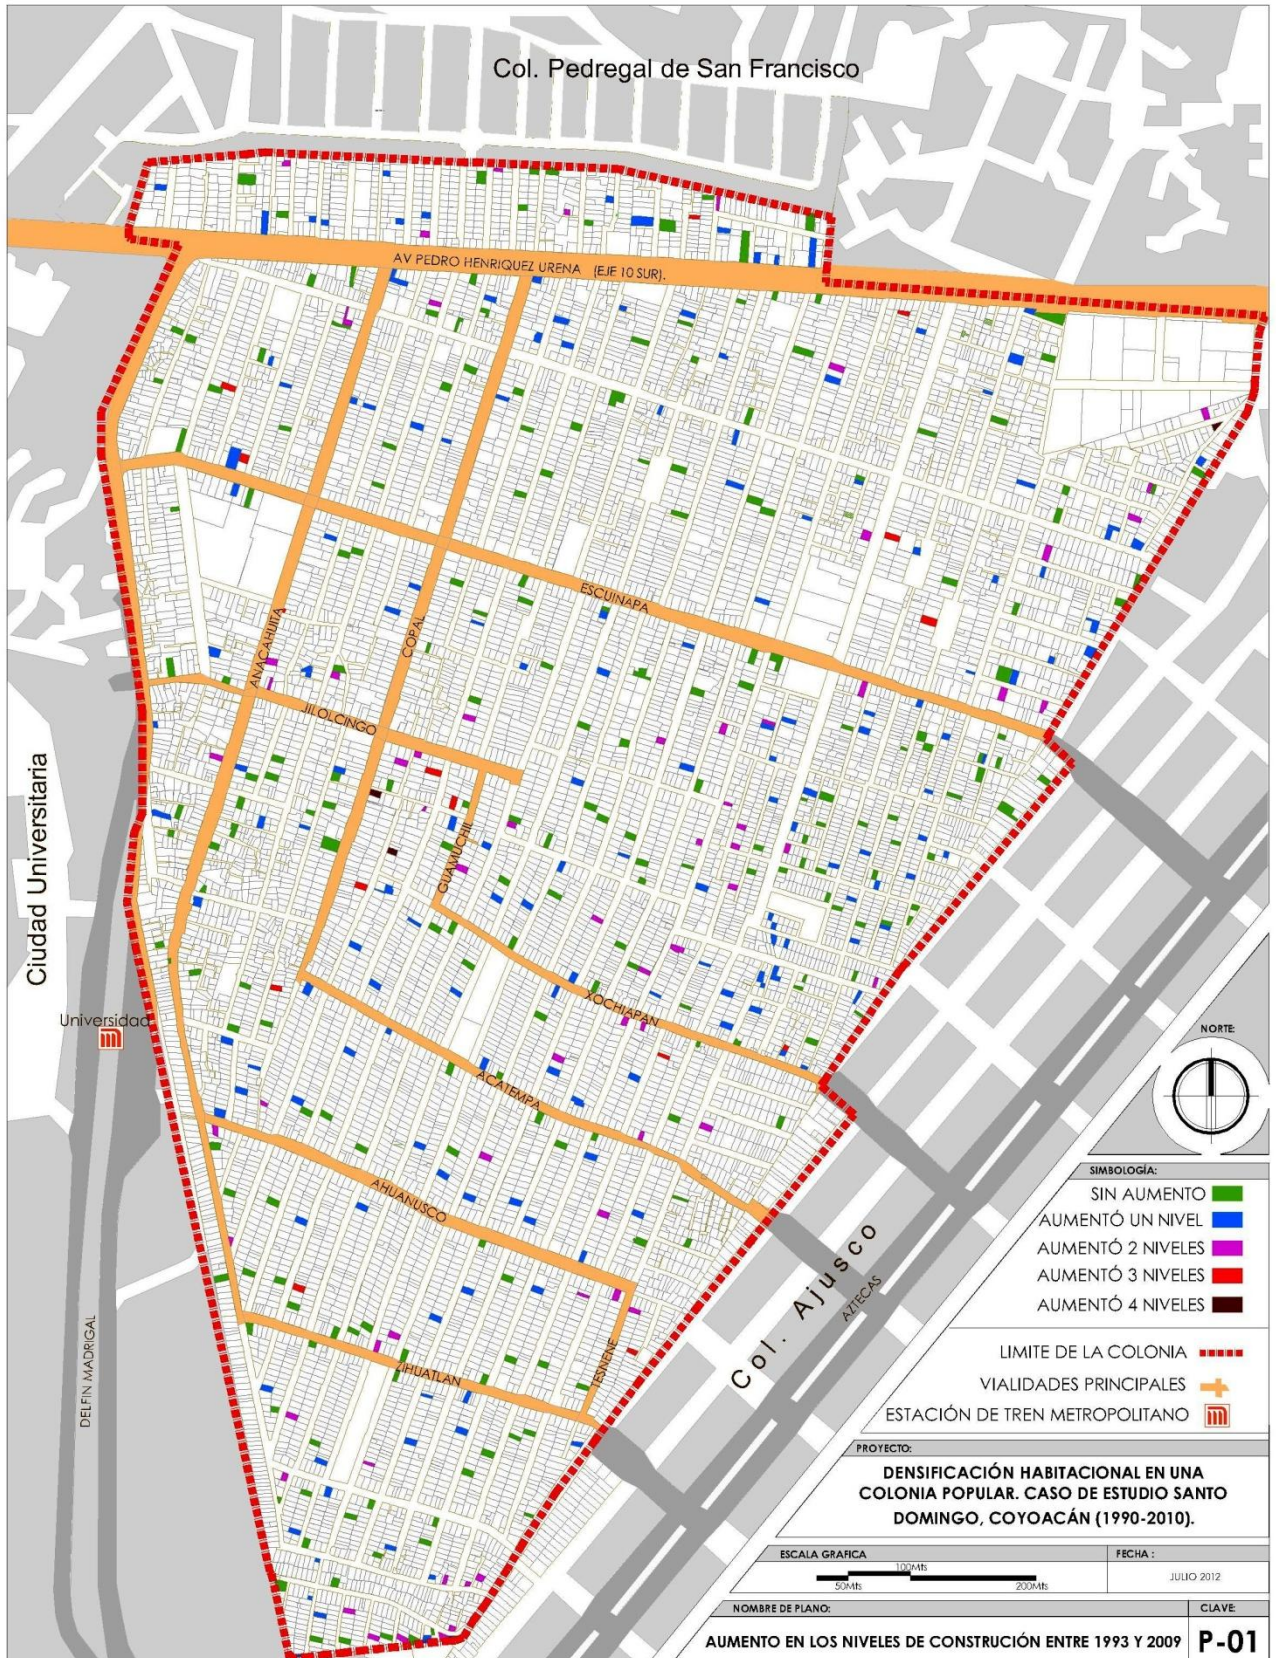 Col. Pedregal de San Francisco
AV PEDRO HENRIQUEZ URENA (EJE 10 SUR).
ESCUINAPA
ANACAHUITA
COPAL
JILOLCINGO
GUAMUCHIL
Ciudad Universitaria
Universidad
XOCHIAPAN
ACATEMPA
AHUANUSCO
ZIHUATLAN
TESNENE
DELFIN MADRIGAL
Col. Ajusco
AZTECAS
NORTE:
SIMBOLOGÍA:
SIN AUMENTO
AUMENTÓ UN NIVEL
AUMENTÓ 2 NIVELES
AUMENTÓ 3 NIVELES
AUMENTÓ 4 NIVELES
LIMITE DE LA COLONIA
VIALIDADES PRINCIPALES
ESTACIÓN DE TREN METROPOLITANO
PROYECTO:
DENSIFICACIÓN HABITACIONAL EN UNA
COLONIA POPULAR. CASO DE ESTUDIO SANTO
DOMINGO, COYOACÁN (1990-2010).
ESCALA GRAFICA
100Mts
50Mts
200Mts
FECHA :
JULIO 2012
NOMBRE DE PLANO:
AUMENTO EN LOS NIVELES DE CONSTRUCIÓN ENTRE 1993 Y 2009
CLAVE:
P-01